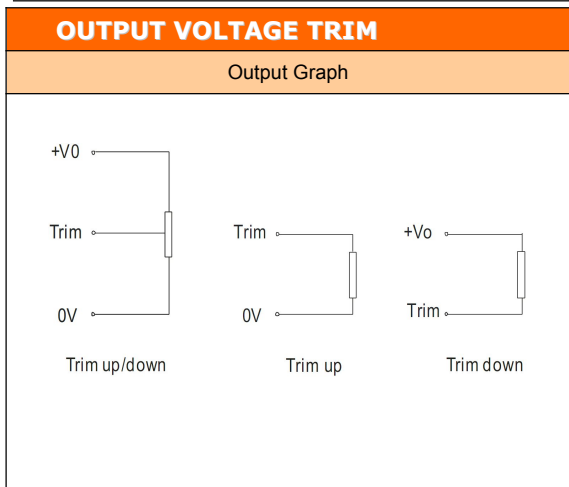 OUTPUT VOLTAGE TRIM
Output Graph
+V0
Trim
0V
Trim up/down
Trim
0V
Trim up
+Vo
Trim
Trim down